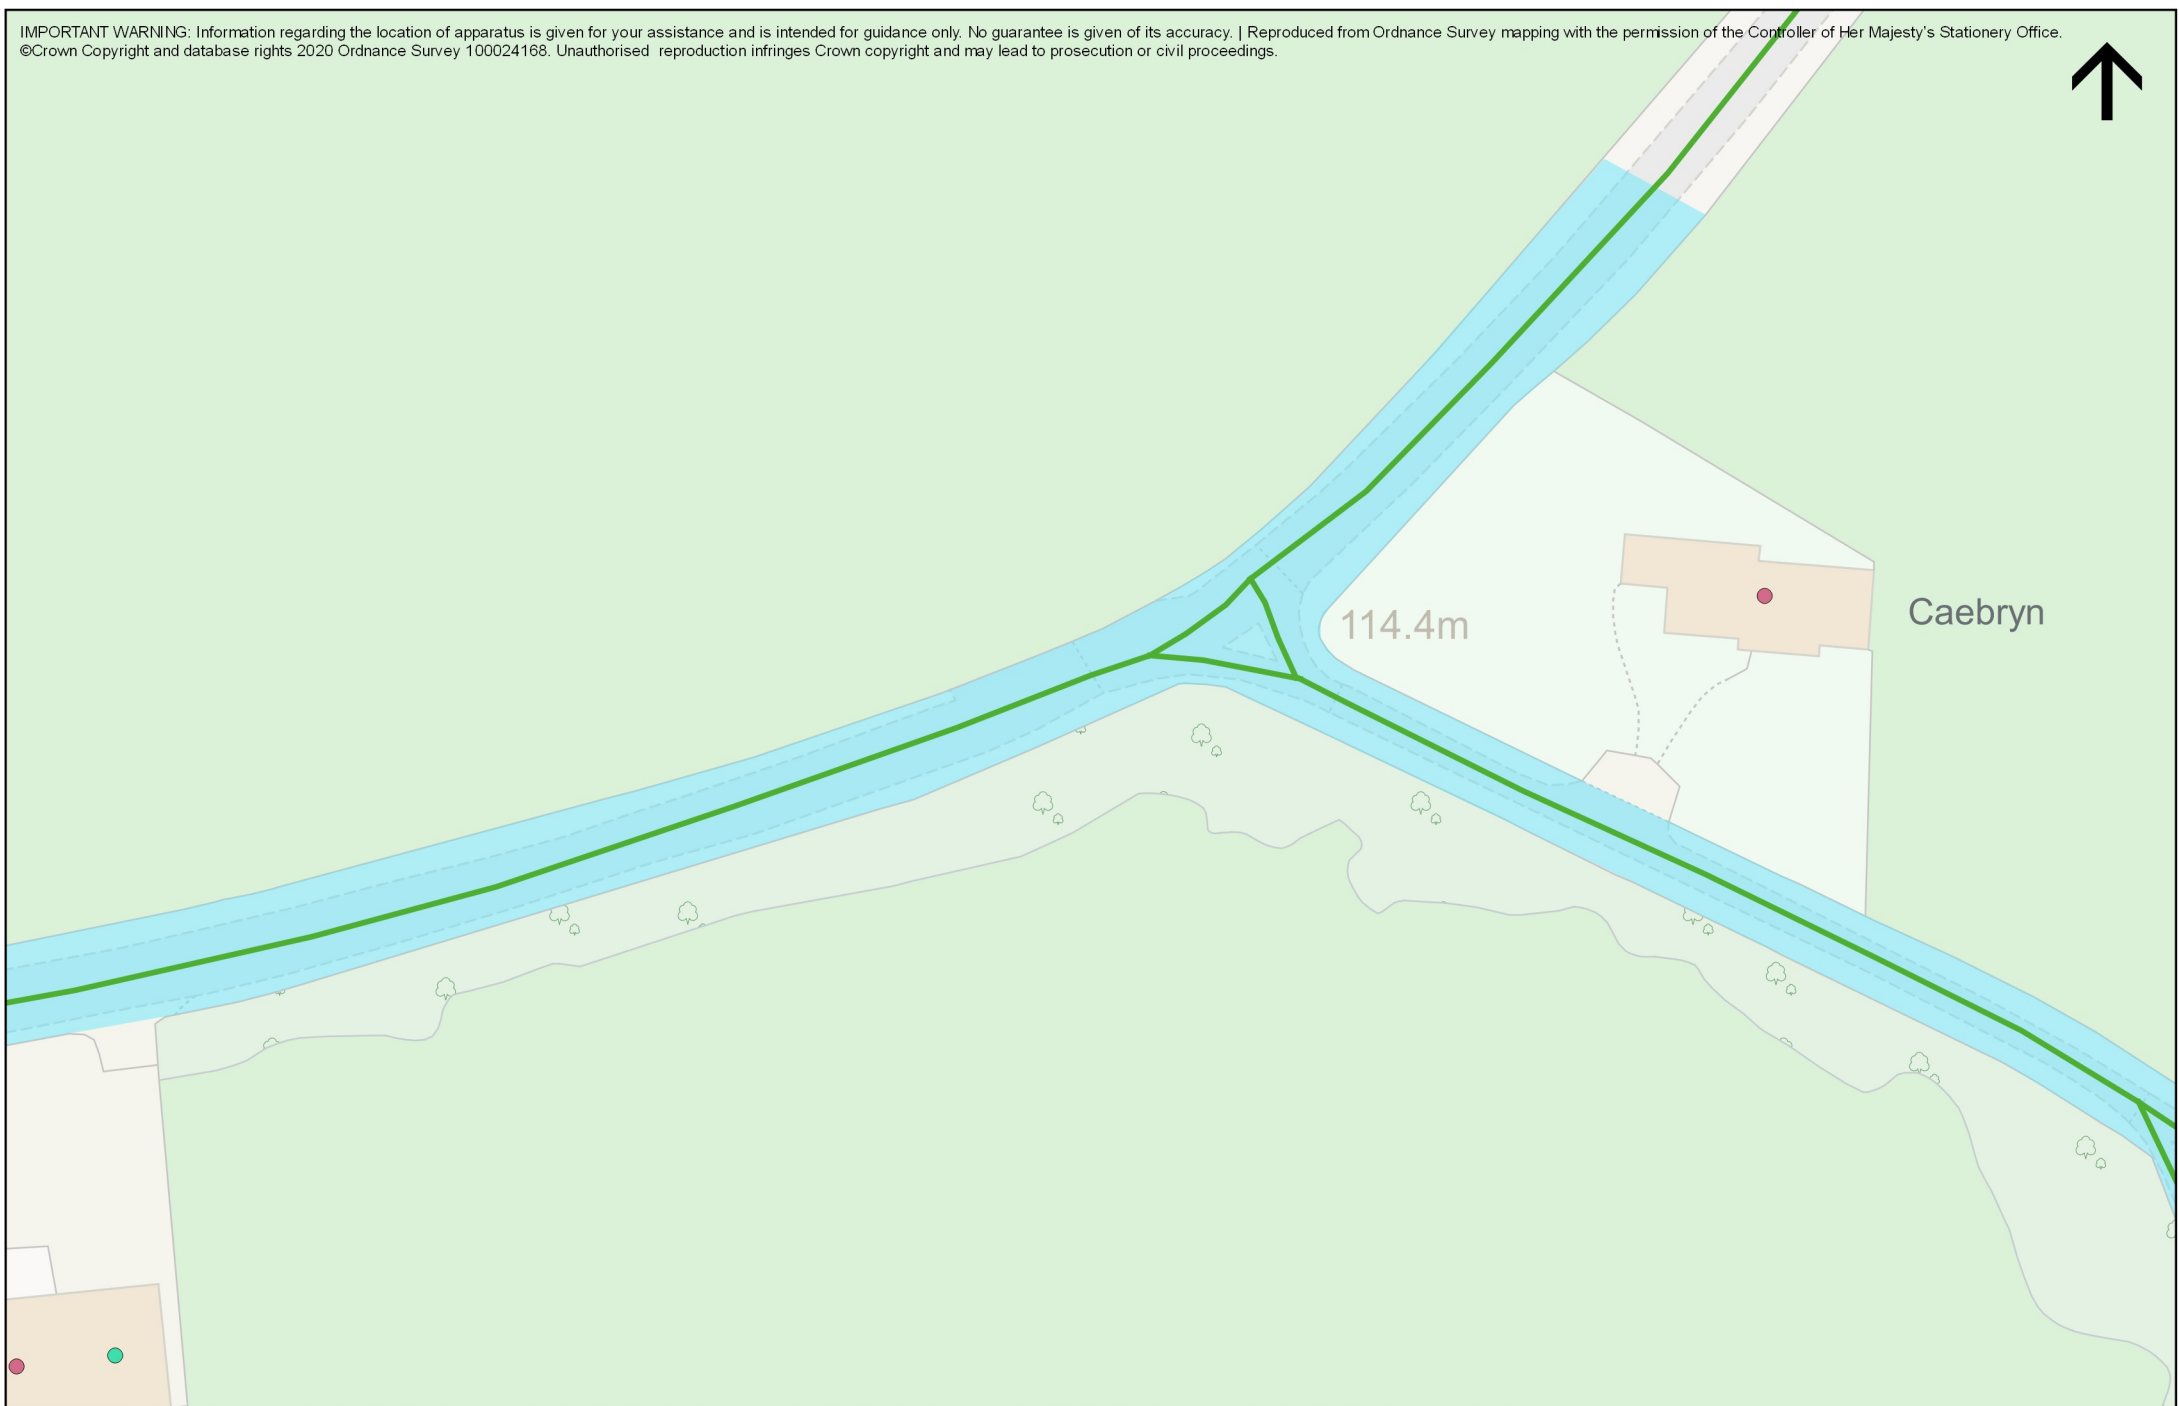 IMPORTANT WARNING: Information regarding the location of apparatus is given for your assistance and is intended for guidance only. No guarantee is given of its accuracy. | Reproduced from Ordnance Survey mapping with the permission of the Controller of Her Majesty's Stationery Office.
©Crown Copyright and database rights 2020 Ordnance Survey 100024168. Unauthorised  reproduction infringes Crown copyright and may lead to prosecution or civil proceedings.
114.4m
Caebryn